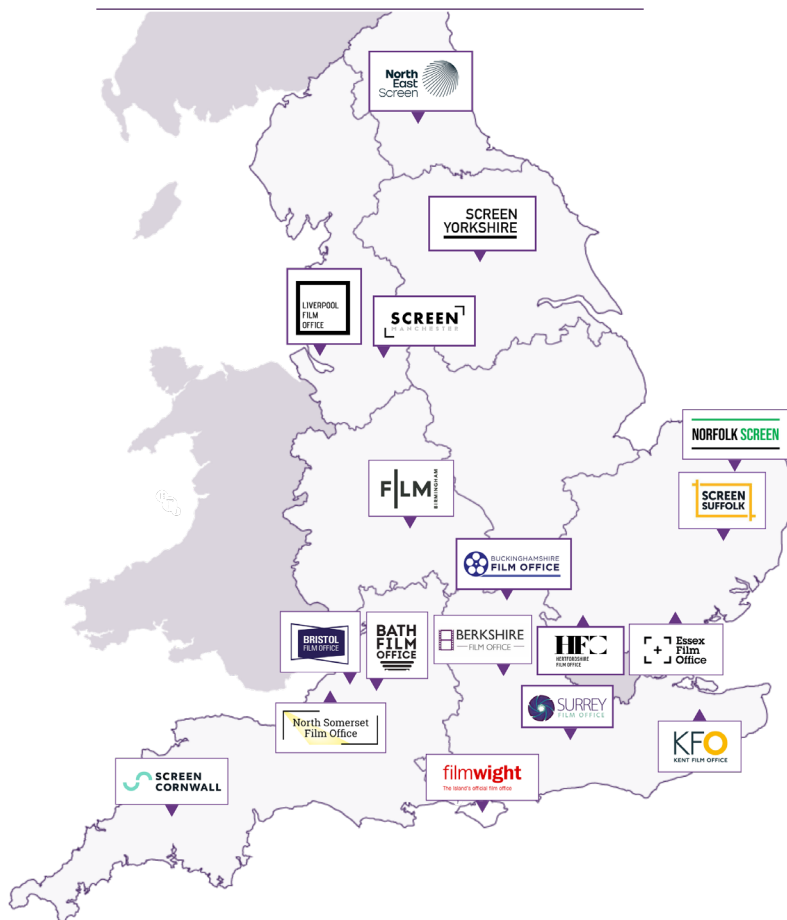 North
East
Screen
SCREEN
YORKSHIRE
LIVERPOOL
FILM
OFFICE
SCREEN
MANCHESTER
NORFOLK SCREEN
FILM
BIRMINGHAM
SCREEN
SUFFOLK
BUCKINGHAMSHIRE
FILM OFFICE
BRISTOL
FILM OFFICE
BATH
FILM
OFFICE
BERKSHIRE
FILM OFFICE
HFO
HERTFORDSHIRE
FILM OFFICE
Essex
Film
Office
North Somerset
Film Office
SURREY
FILM OFFICE
KFO
KENT FILM OFFICE
SCREEN
CORNWALL
filmwight
The island's official film office